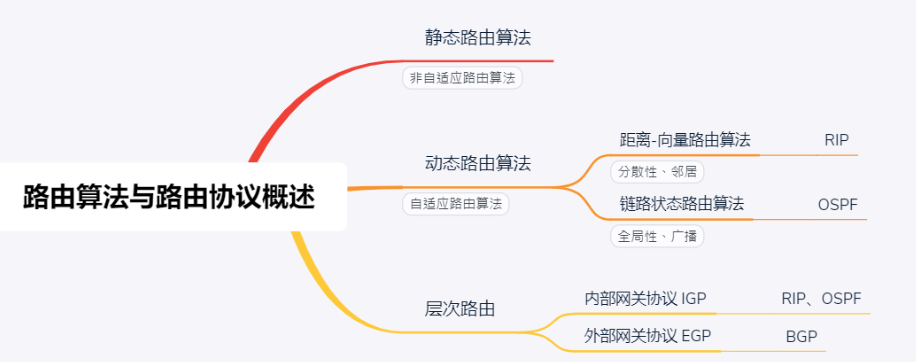 路由算法与路由协议概述
静态路由算法
非自适应路由算法
动态路由算法
自适应路由算法
距离-向量路由算法
RIP
分散性、邻居
链路状态路由算法
OSPF
全局性、广播
层次路由
内部网关协议 IGP
RIP、OSPF
外部网关协议 EGP
BGP